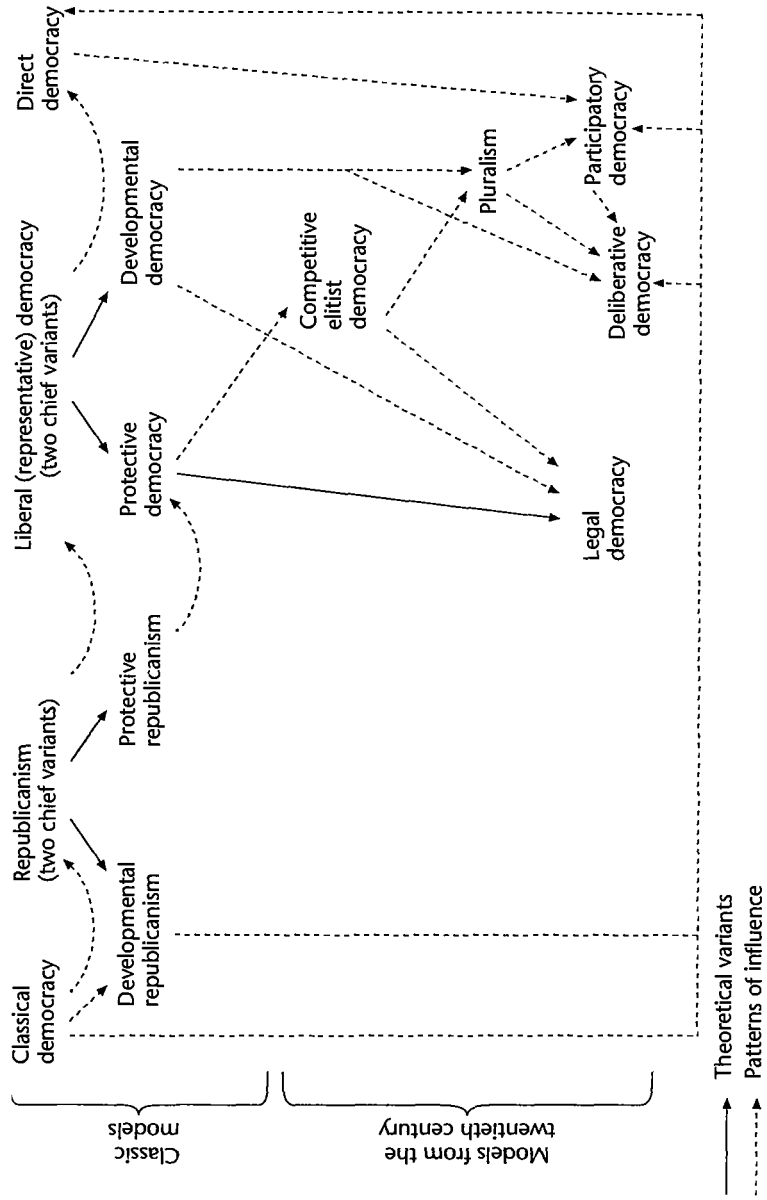 Classical
democracy
Republicanism
(two chief variants)
Liberal (representative) democracy
(two chief variants)
Direct
democracy
Developmental
republicanism
Protective
republicanism
Protective
democracy
Developmental
democracy
Competitive
elitist
democracy
Pluralism
Legal
democracy
Deliberative
democracy
Participatory
democracy
Classic
models
Models from the
twentieth century
Theoretical variants
Patterns of influence